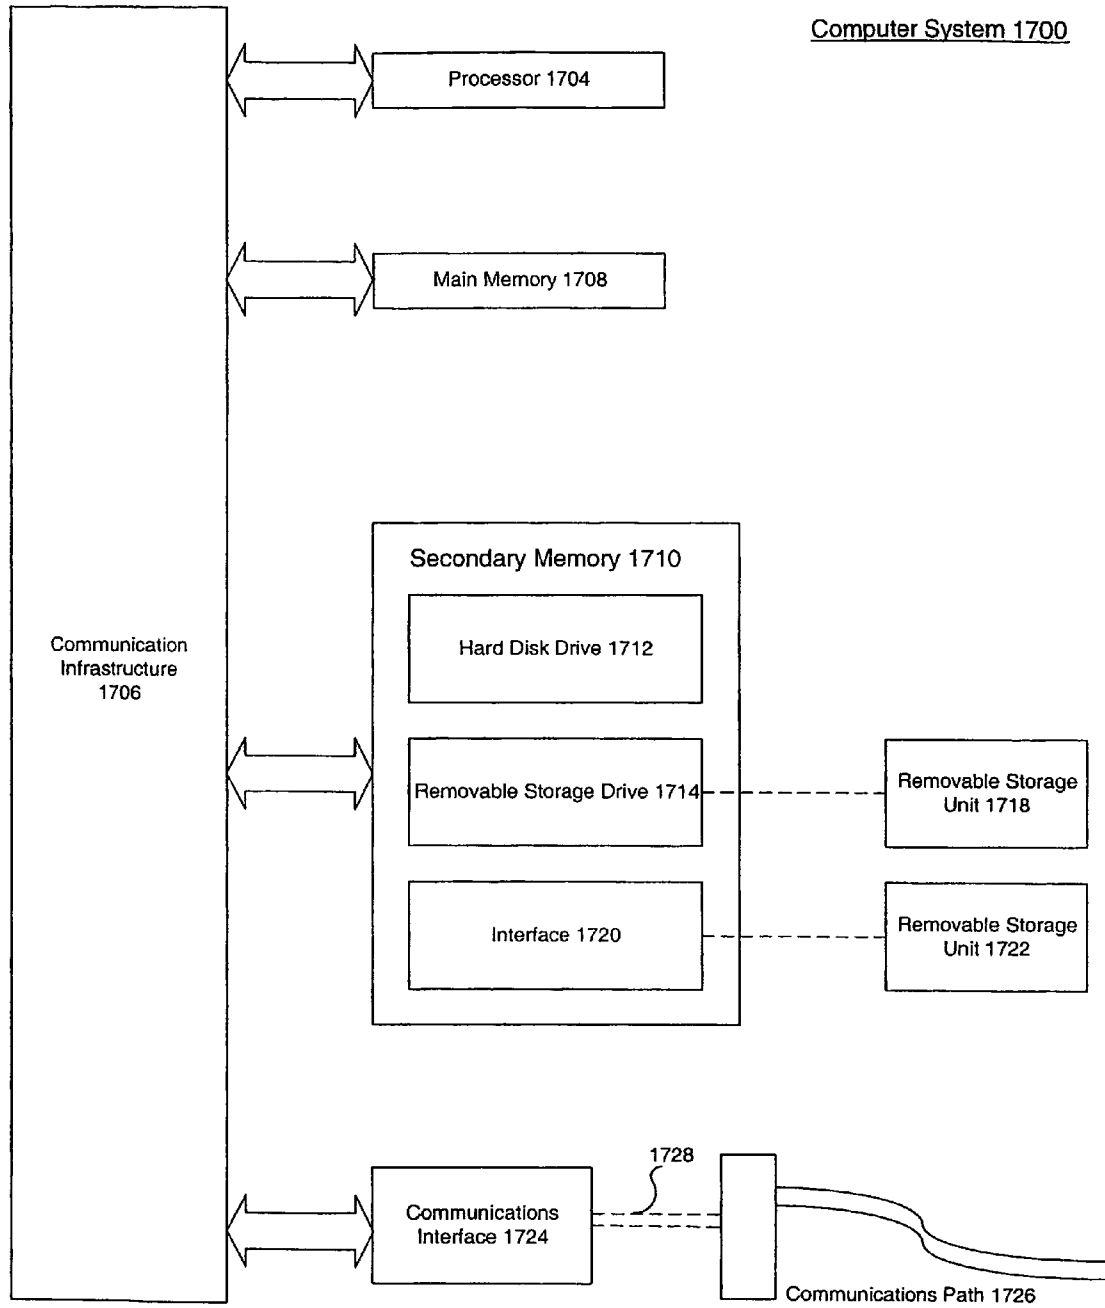 Computer System 1700
Processor 1704
Main Memory 1708
Secondary Memory 1710
Hard Disk Drive 1712
Communication
Infrastructure
1706
Removable Storage Drive 1714
Removable Storage
Unit 1718
Interface 1720
Removable Storage
Unit 1722
1728
Communications
Interface 1724
Communications Path 1726